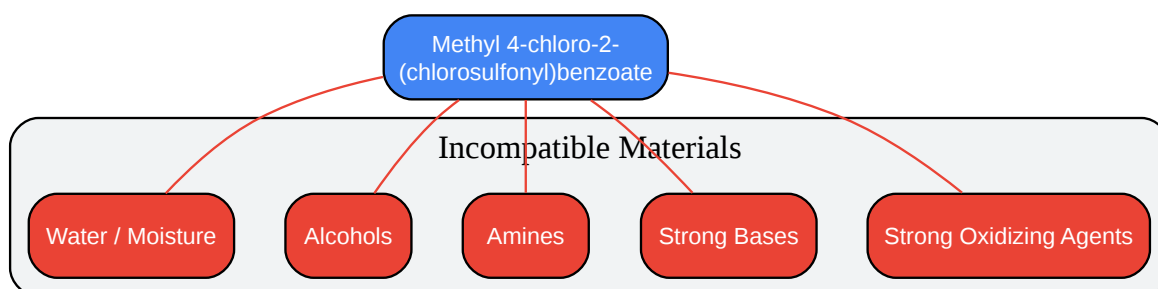 Methyl 4-chloro-2-
(chlorosulfonyl)benzoate
Incompatible Materials
Water / Moisture
Alcohols
Amines
Strong Bases
Strong Oxidizing Agents